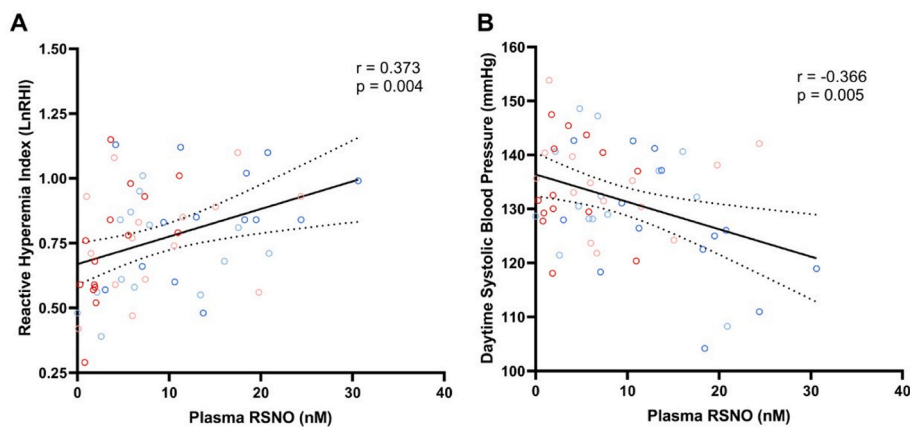 A
1.50
1.25
1.00
0.75
0.50
0.25
Reactive Hyperemia Index (LnRHI)
r = 0.373
p = 0.004
0
10
20
30
40
Plasma RSNO (nM)
B
160
150
140
130
120
110
100
Daytime Systolic Blood Pressure (mmHg)
r = -0.366
p = 0.005
0
10
20
30
40
Plasma RSNO (nM)